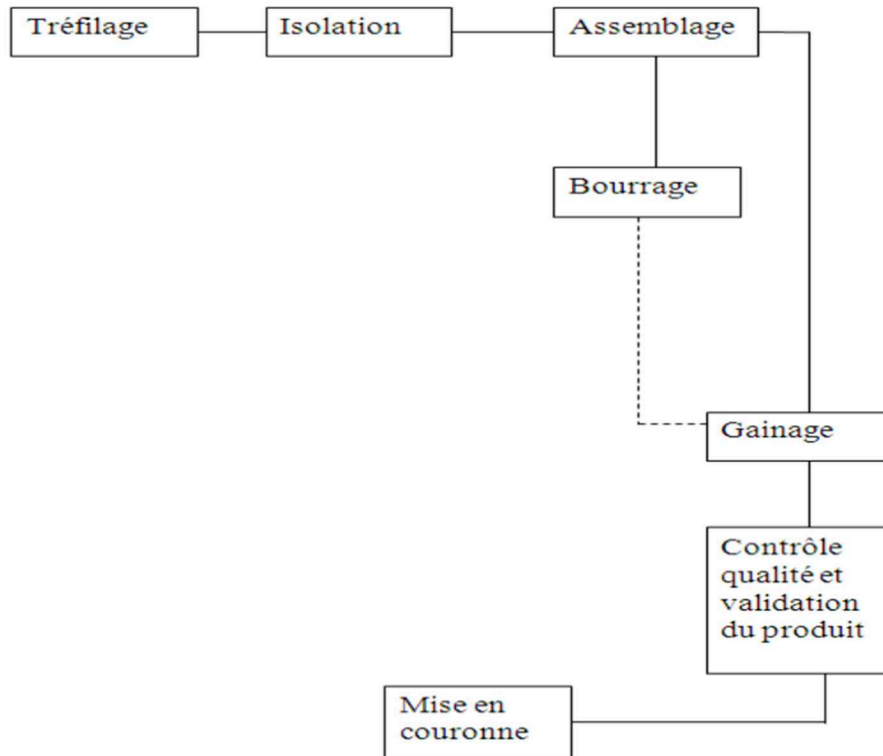 Tréfilage
Isolation
Assemblage
Bourrage
Gainage
Contrôle
qualité et
validation
du produit
Mise en
couronne